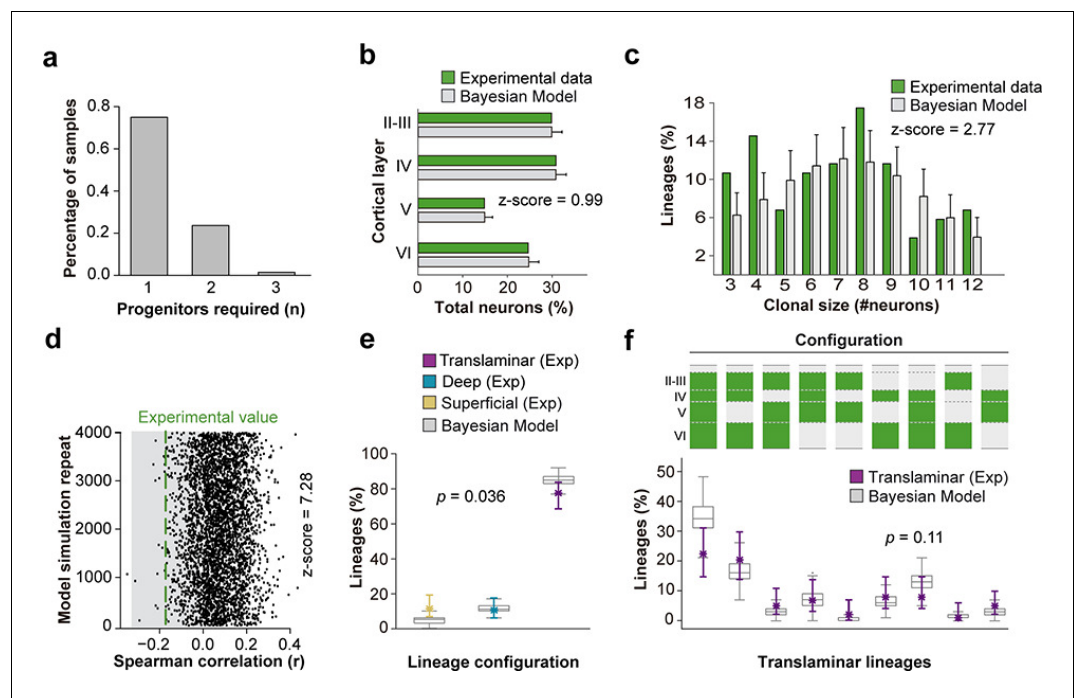 a
Percentage of samples
0.8
0.6
0.4
0.2
0.0
1 2 3
Progenitors required (n)
b
Experimental data
Bayesian Model
Cortical layer
II-III
IV
V
VI
z-score = 0.99
0 10 20 30
Total neurons (%)
c
Experimental data
Bayesian Model
z-score = 2.77
Lineages (%)
18
14
10
6
2
3 4 5 6 7 8 9 10 11 12
Clonal size (#neurons)
d
Experimental value
Model simulation repeat
4000
3000
2000
1000
0
z-score = 7.28
−0.2 0.0 0.2 0.4
Spearman correlation (r)
e
Translaminar (Exp)
Deep (Exp)
Superficial (Exp)
Bayesian Model
p = 0.036
Lineages (%)
100
80
60
40
20
0
Lineage configuration
f
Configuration
II-III
IV
V
VI
Translaminar (Exp)
Bayesian Model
p = 0.11
Lineages (%)
50
40
30
20
10
0
Translaminar lineages